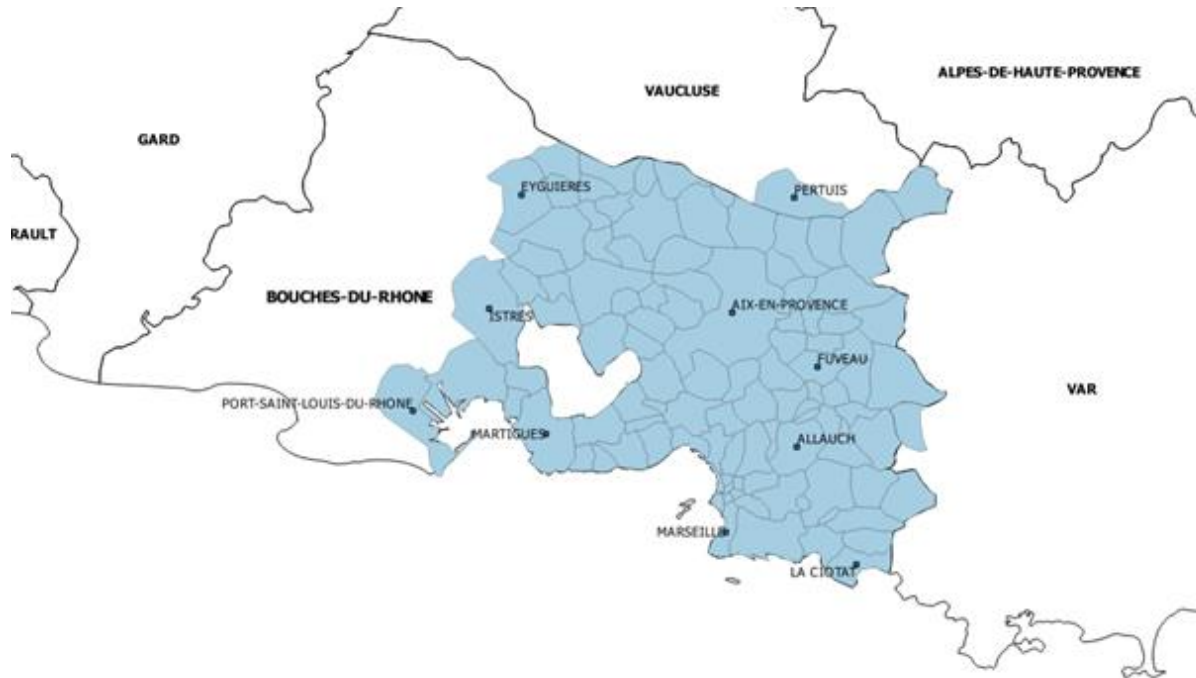 ALPES-DE-HAUTE-PROVENCE
VAUCLUSE
GARD
EYGUIERES
PERTUIS
RAULT
BOUCHES-DU-RHONE
AIX-EN-PROVENCE
ISTRES
FUVEAU
VAR
PORT-SAINT-LOUIS-DU-RHONE
MARTIGUES
ALLAUCH
MARSEILLE
LA CIOTAT